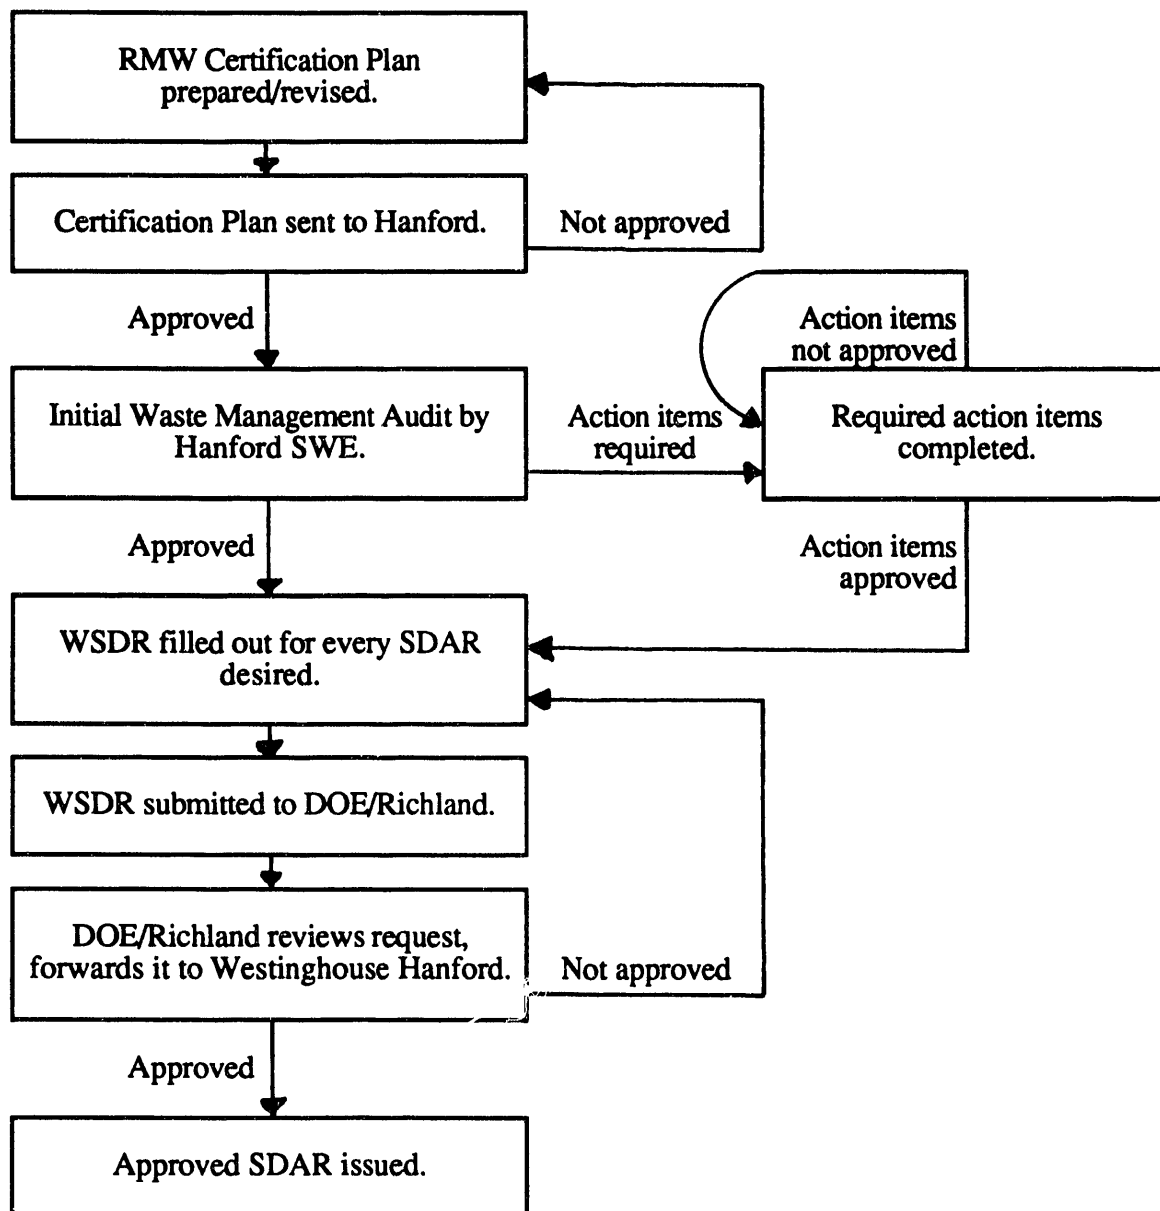 RMW Certification Plan
prepared/revised.
Certification Plan sent to Hanford.
Not approved
Approved
Action items
not approved
Initial Waste Management Audit by
Hanford SWE.
Action items
required
Required action items
completed.
Approved
Action items
approved
WSDR filled out for every SDAR
desired.
WSDR submitted to DOE/Richland.
DOE/Richland reviews request,
forwards it to Westinghouse Hanford.
Not approved
Approved
Approved SDAR issued.